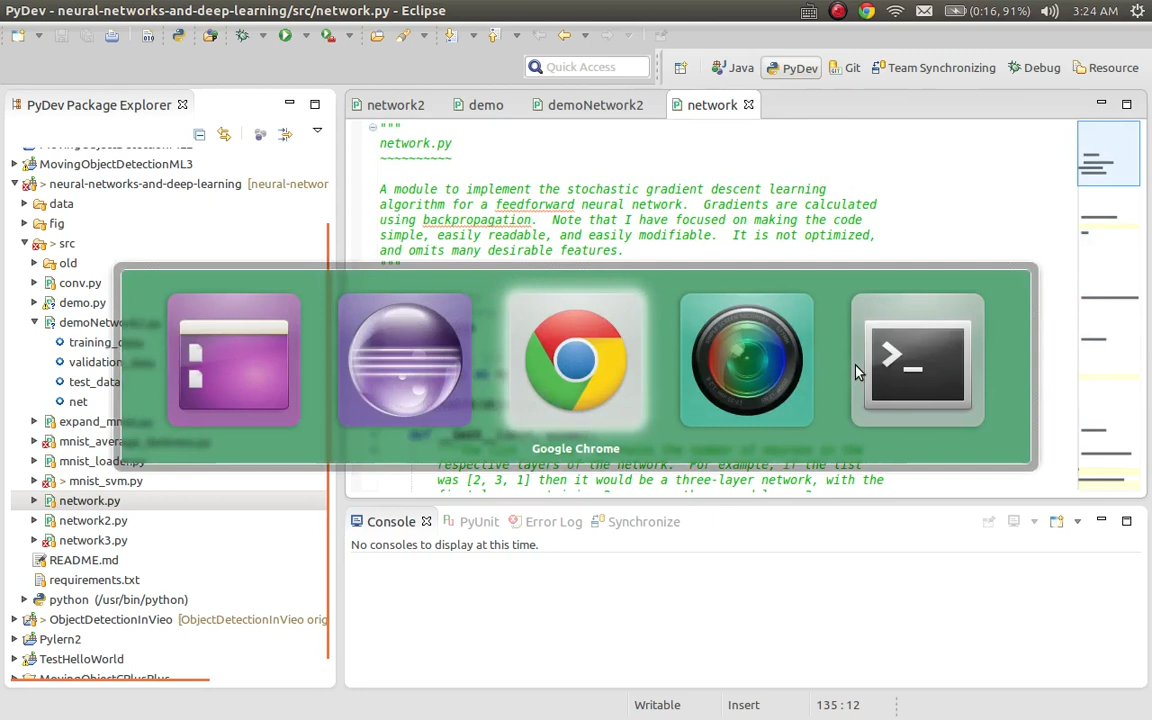 PyDev - neural-networks-and-deep-learning/src/network.py - Eclipse
(0:16, 91%)
3:24 AM
Quick Access
Java
PyDev
Git
Team Synchronizing
Debug
Resource
PyDev Package Explorer
MovingObjectDetectionML3
> neural-networks-and-deep-learning [neural-networ
data
fig
> src
old
conv.py
demo.py
training_
validation
test_data
net
mnist_loader.py
> mnist_svm.py
network.py
network2.py
network3.py
README.md
requirements.txt
python (/usr/bin/python)
> ObjectDetectionInVieo [ObjectDetectionInVieo orig
Pylern2
TestHelloWorld
MovingObjectCPlusPlus
network2
demo
demoNetwork2
network
"""
network.py
~~~~~~~~~~
A module to implement the stochastic gradient descent learning
algorithm for a feedforward neural network.  Gradients are calculated
using backpropagation.  Note that I have focused on making the code
simple, easily readable, and easily modifiable.  It is not optimized,
and omits many desirable features.
"""
Google Chrome
respective layers of the network.  For example, if the list
was [2, 3, 1] then it would be a three-layer network, with the
Console
PyUnit
Error Log
Synchronize
No consoles to display at this time.
Writable
Insert
135 : 12